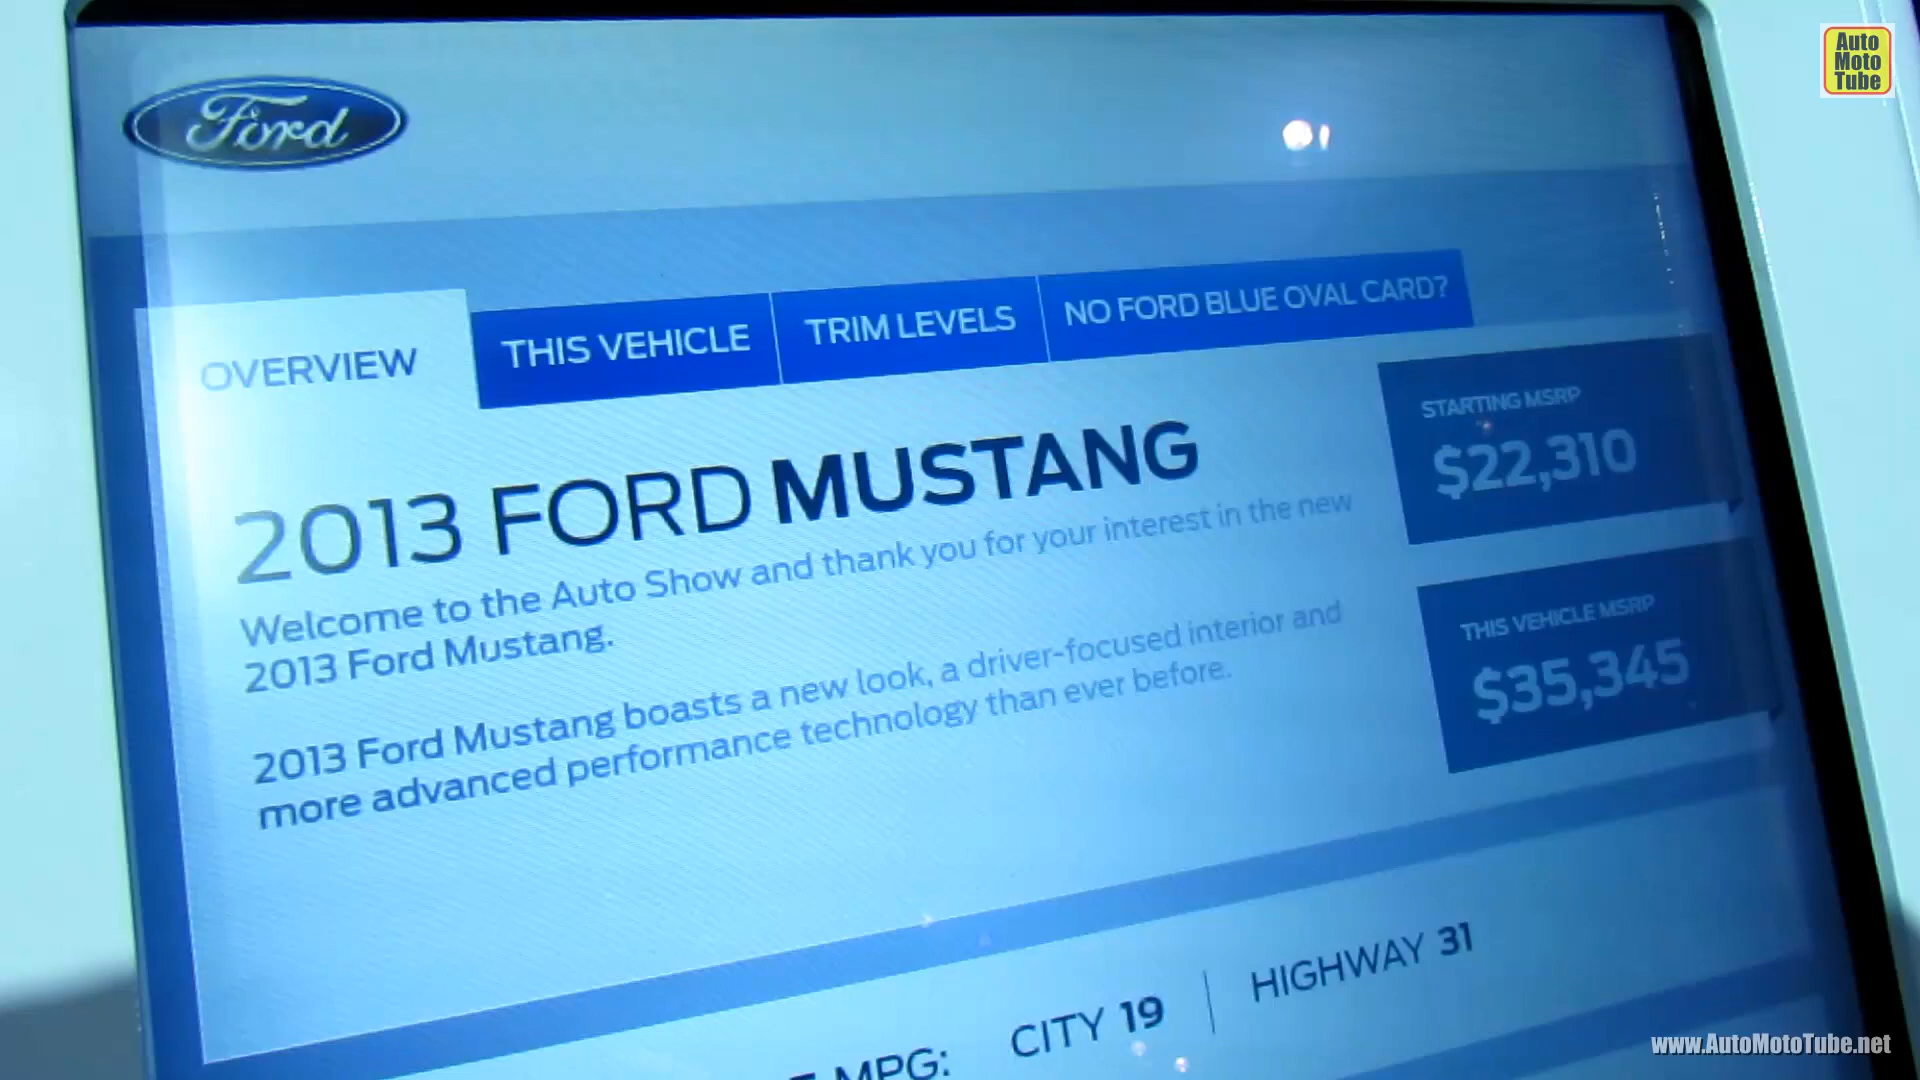 Ford
Auto
Moto
Tube
OVERVIEW
THIS VEHICLE
TRIM LEVELS
NO FORD BLUE OVAL CARD?
2013 FORD MUSTANG
Welcome to the Auto Show and thank you for your interest in the new
2013 Ford Mustang.
2013 Ford Mustang boasts a new look, a driver-focused interior and
more advanced performance technology than ever before.
STARTING MSRP
$22,310
THIS VEHICLE MSRP
$35,345
MPG: CITY 19 | HIGHWAY 31
www.AutoMotoTube.net